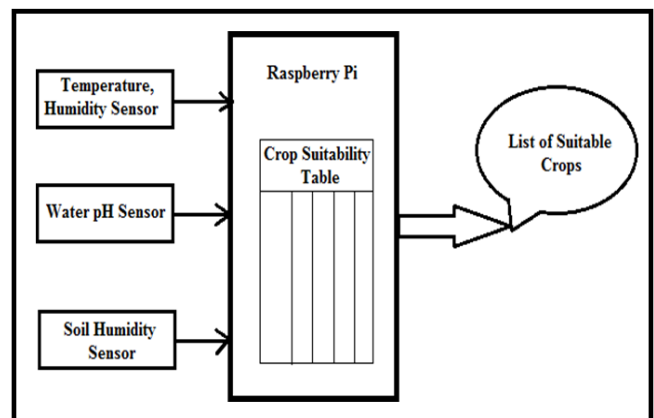 Temperature,
Humidity Sensor
Water pH Sensor
Soil Humidity
Sensor
Raspberry Pi
Crop Suitability
Table
List of Suitable
Crops